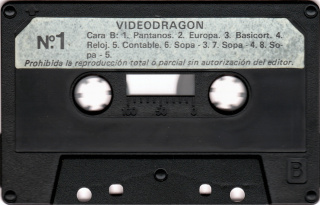 VIDEODRAGON
Nº1
Cara B: 1. Pantanos. 2. Europa. 3. Basicort. 4.
Reloj. 5. Contable. 6. Sopa - 3. 7. Sopa - 4. 8. So-
pa - 5.
Prohibida la reproducción total ó parcial sin autorización del editor.
100 50 0
B